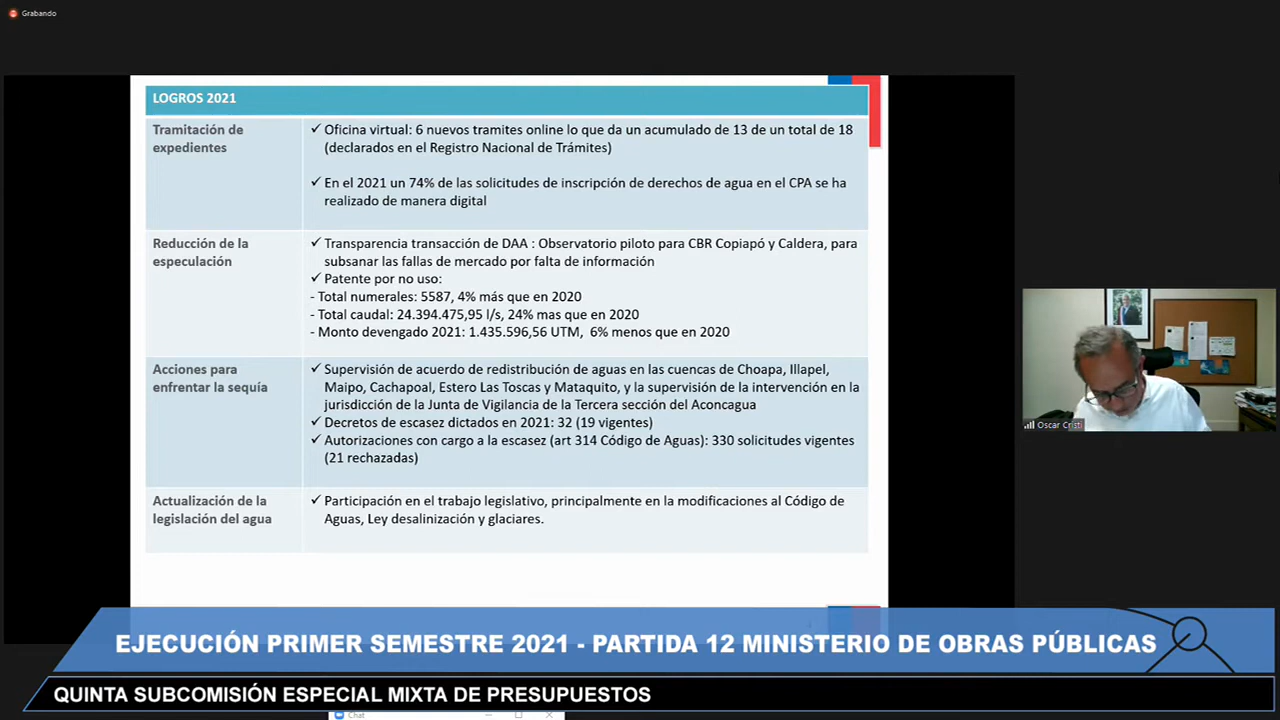 Grabando
LOGROS 2021
Tramitación de
expedientes
✓ Oficina virtual: 6 nuevos tramites online lo que da un acumulado de 13 de un total de 18
(declarados en el Registro Nacional de Trámites)
✓ En el 2021 un 74% de las solicitudes de inscripción de derechos de agua en el CPA se ha
realizado de manera digital
Reducción de la
especulación
✓ Transparencia transacción de DAA : Observatorio piloto para CBR Copiapó y Caldera, para
subsanar las fallas de mercado por falta de información
✓ Patente por no uso:
- Total numerales: 5587, 4% más que en 2020
- Total caudal: 24.394.475,95 l/s, 24% mas que en 2020
- Monto devengado 2021: 1.435.596,56 UTM, 6% menos que en 2020
Acciones para
enfrentar la sequía
✓ Supervisión de acuerdo de redistribución de aguas en las cuencas de Choapa, Illapel,
Maipo, Cachapoal, Estero Las Toscas y Mataquito, y la supervisión de la intervención en la
jurisdicción de la Junta de Vigilancia de la Tercera sección del Aconcagua
✓ Decretos de escasez dictados en 2021: 32 (19 vigentes)
✓ Autorizaciones con cargo a la escasez (art 314 Código de Aguas): 330 solicitudes vigentes
(21 rechazadas)
Actualización de la
legislación del agua
✓ Participación en el trabajo legislativo, principalmente en la modificaciones al Código de
Aguas, Ley desalinización y glaciares.
Oscar Cristi
EJECUCIÓN PRIMER SEMESTRE 2021 - PARTIDA 12 MINISTERIO DE OBRAS PÚBLICAS
QUINTA SUBCOMISIÓN ESPECIAL MIXTA DE PRESUPUESTOS
Chat